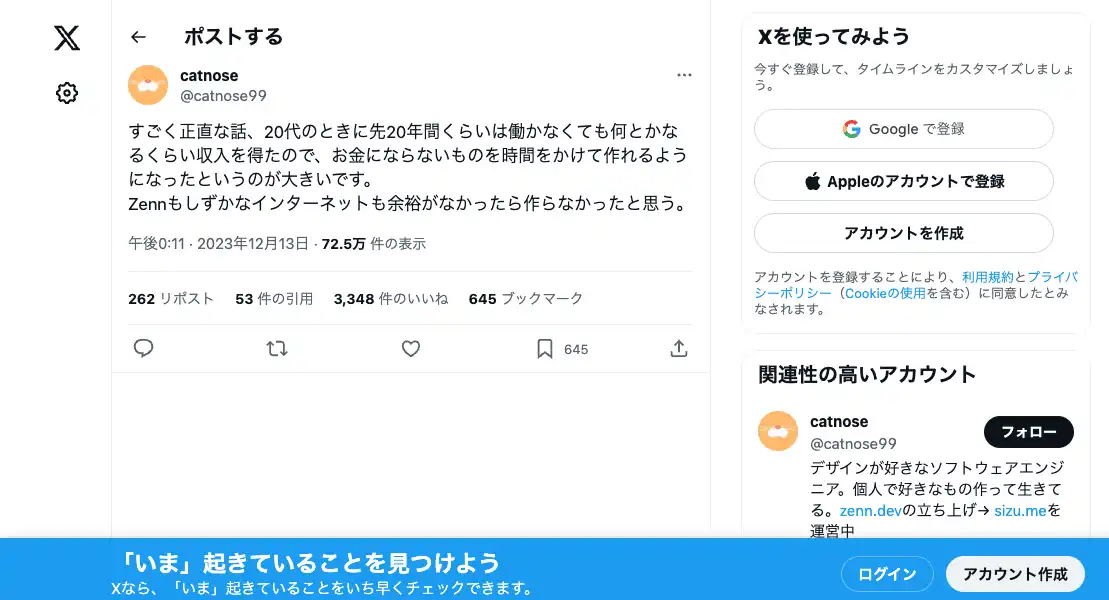 ポストする
catnose
@catnose99
すごく正直な話、20代のときに先20年間くらいは働かなくても何とかな
るくらい収入を得たので、お金にならないものを時間をかけて作れるよう
になったというのが大きいです。
Zennもしずかなインターネットも余裕がなかったら作らなかったと思う。
午後0:11 · 2023年12月13日 · 72.5万 件の表示
262 リポスト 53 件の引用 3,348 件のいいね 645 ブックマーク
645
Xを使ってみよう
今すぐ登録して、タイムラインをカスタマイズしましょ
う。
Google で登録
Appleのアカウントで登録
アカウントを作成
アカウントを登録することにより、利用規約とプライバ
シーポリシー（Cookieの使用を含む）に同意したとみ
なされます。
関連性の高いアカウント
catnose
@catnose99
フォロー
デザインが好きなソフトウェアエンジ
ニア。個人で好きなもの作って生きて
る。zenn.devの立ち上げ→ sizu.meを
運営中
「いま」起きていることを見つけよう
Xなら、「いま」起きていることをいち早くチェックできます。
ログイン
アカウント作成